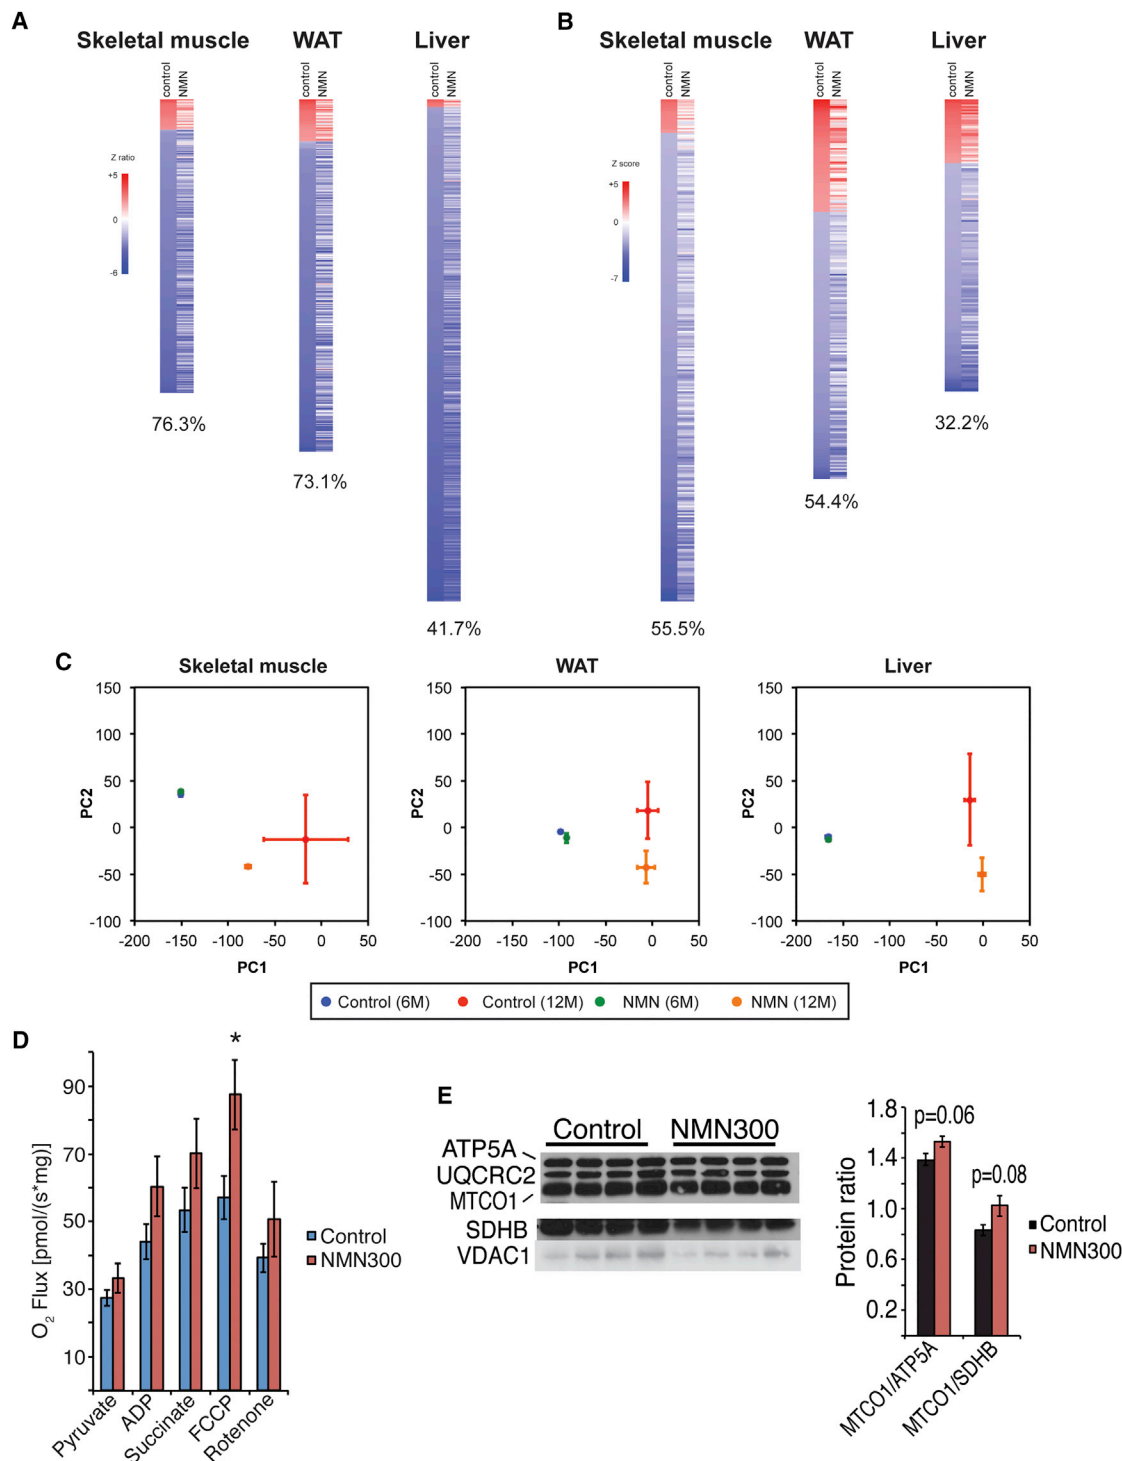 A
Skeletal muscle WAT Liver
control NMN control NMN control NMN
Z ratio
+5
0
-6
76.3%
73.1%
41.7%
B
Skeletal muscle WAT Liver
control NMN control NMN control NMN
Z score
+5
0
-7
55.5%
54.4%
32.2%
C
Skeletal muscle
150
100
50
0
-50
-100
PC2
-200 -150 -100 -50 0 50
PC1
WAT
150
100
50
0
-50
-100
PC2
-200 -150 -100 -50 0 50
PC1
Liver
150
100
50
0
-50
-100
PC2
-200 -150 -100 -50 0 50
PC1
Control (6M) Control (12M) NMN (6M) NMN (12M)
D
*
90
70
50
30
10
O2 Flux [pmol/(s*mg)]
Pyruvate
ADP
Succinate
FCCP
Rotenone
Control
NMN300
E
Control NMN300
ATP5A
UQCRC2
MTCO1
SDHB
VDAC1
1.8
1.4
1.0
0.6
0.2
Protein ratio
p=0.06
p=0.08
MTCO1/ATP5A
MTCO1/SDHB
Control
NMN300